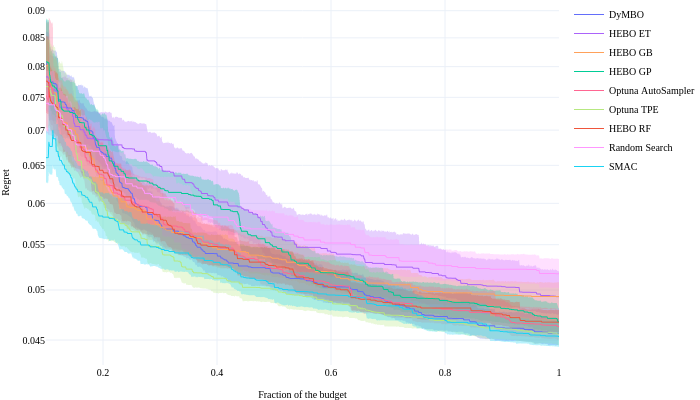 0.09
0.085
0.08
0.075
0.07
0.065
0.06
0.055
0.05
0.045
Regret
0.2
0.4
0.6
0.8
1
Fraction of the budget
DyMBO
HEBO ET
HEBO GB
HEBO GP
Optuna AutoSampler
Optuna TPE
HEBO RF
Random Search
SMAC